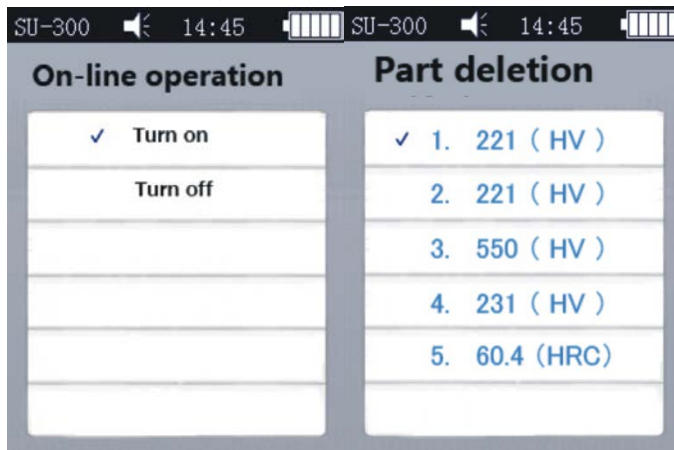 SU-300 14:45
On-line operation
✓ Turn on
Turn off
SU-300 14:45
Part deletion
✓ 1. 221 ( HV )
2. 221 ( HV )
3. 550 ( HV )
4. 231 ( HV )
5. 60.4 (HRC)